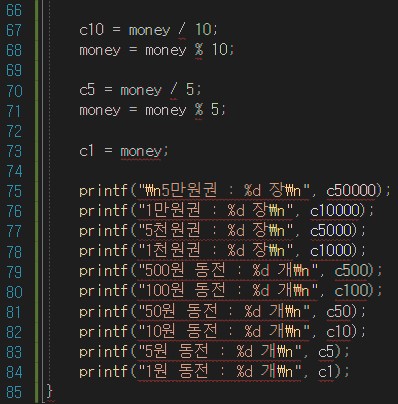 66
67 c10 = money / 10;
68 money = money % 10;
69
70 c5 = money / 5;
71 money = money % 5;
72
73 c1 = money;
74
75 printf("₩n5만원권 : %d 장₩n", c50000);
76 printf("1만원권 : %d 장₩n", c10000);
77 printf("5천원권 : %d 장₩n", c5000);
78 printf("1천원권 : %d 장₩n", c1000);
79 printf("500원 동전 : %d 개₩n", c500);
80 printf("100원 동전 : %d 개₩n", c100);
81 printf("50원 동전 : %d 개₩n", c50);
82 printf("10원 동전 : %d 개₩n", c10);
83 printf("5원 동전 : %d 개₩n", c5);
84 printf("1원 동전 : %d 개₩n", c1);
85 }